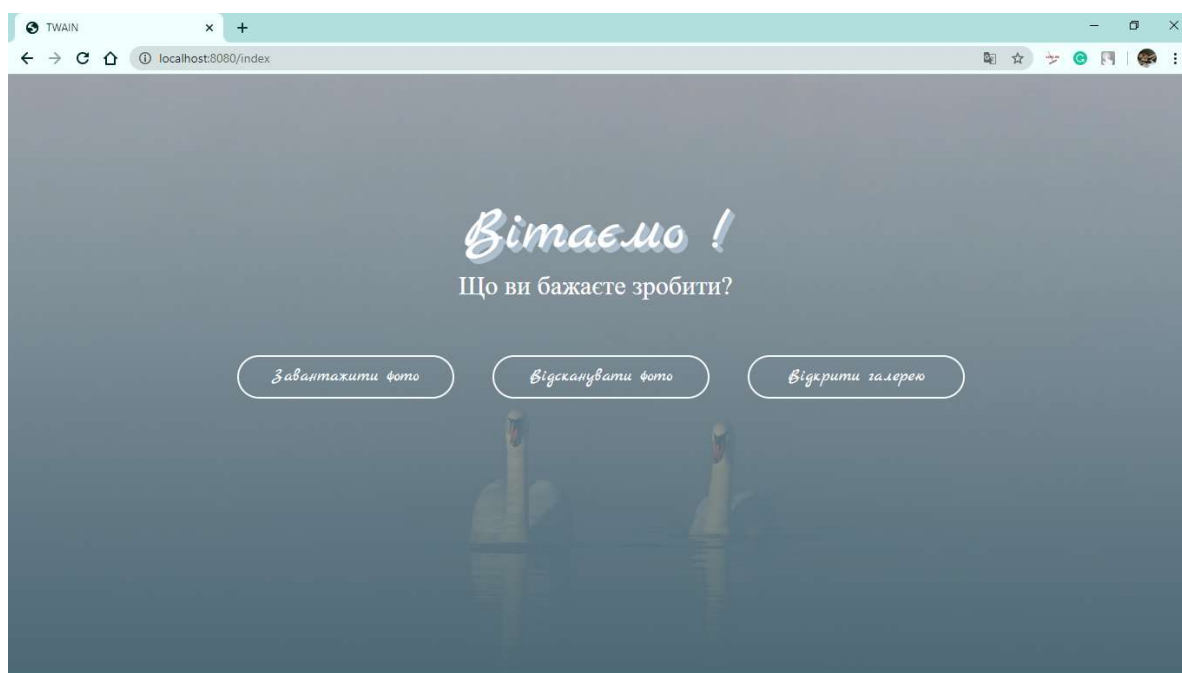 TWAIN
localhost:8080/index
Вітаємо !
Що ви бажаєте зробити?
Завантажити фото Відсканувати фото Відкрити галерею